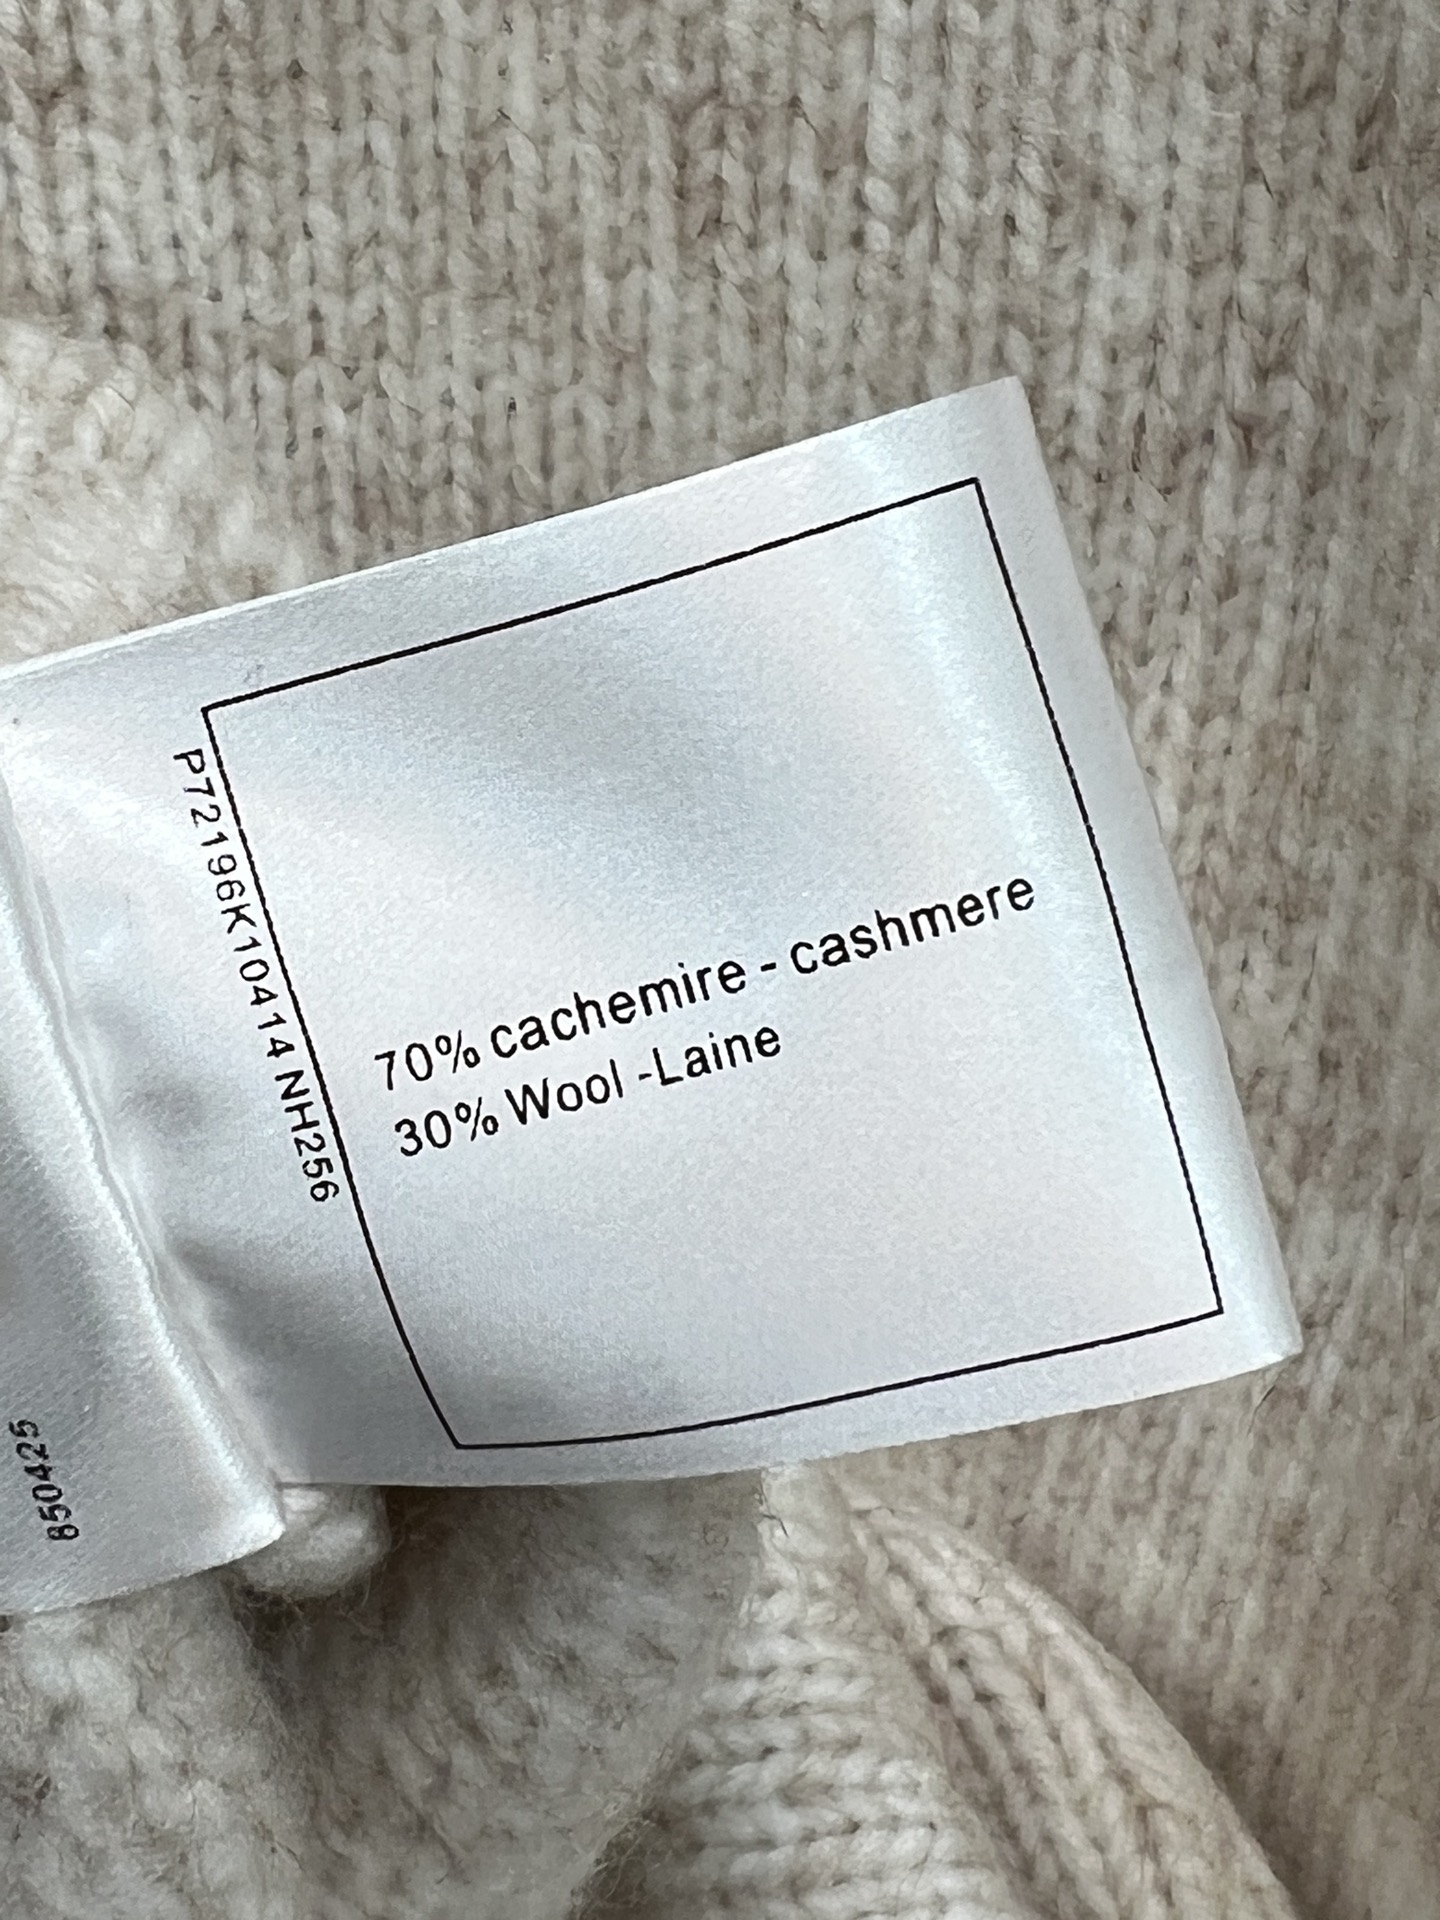 P72196K10414 NH256
70% cachemire - cashmere
30% Wool -Laine
850425